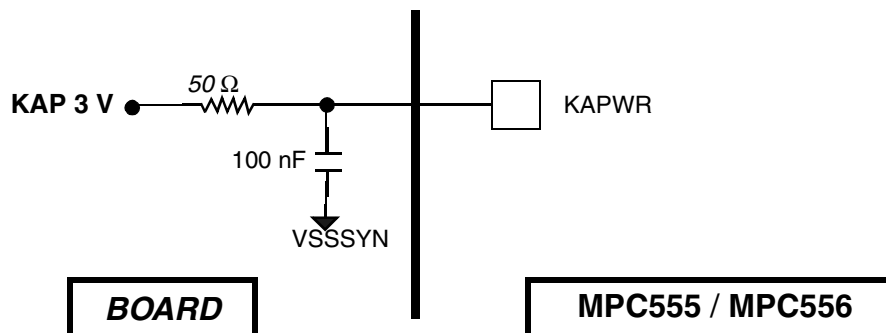 50 Ω
KAP 3 V
KAPWR
100 nF
VSSSYN
BOARD
MPC555 / MPC556